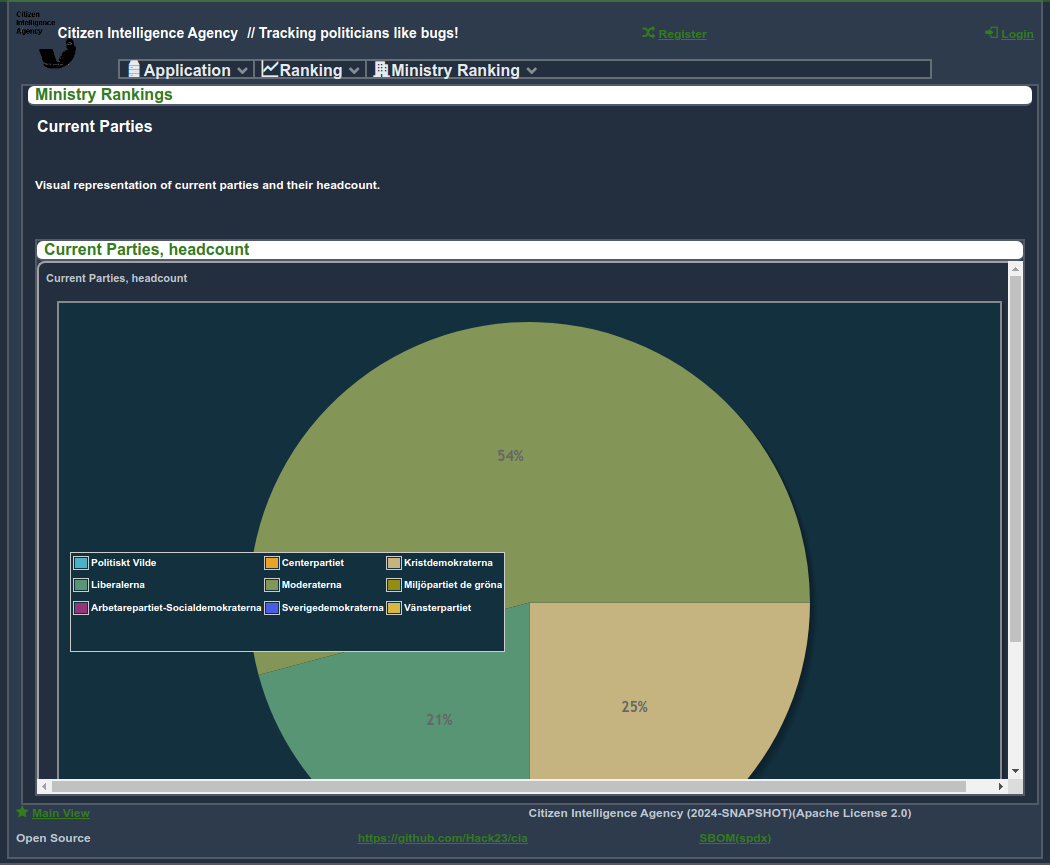 Citizen
Intelligence
Agency
Citizen Intelligence Agency // Tracking politicians like bugs!
Register
Login
Application
Ranking
Ministry Ranking
Ministry Rankings
Current Parties
Visual representation of current parties and their headcount.
Current Parties, headcount
Current Parties, headcount
54%
Politiskt Vilde
Centerpartiet
Kristdemokraterna
Liberalerna
Moderaterna
Miljöpartiet de gröna
Arbetarepartiet-Socialdemokraterna
Sverigedemokraterna
Vänsterpartiet
25%
21%
Main View
Citizen Intelligence Agency (2024-SNAPSHOT)(Apache License 2.0)
Open Source
https://github.com/Hack23/cia
SBOM(spdx)